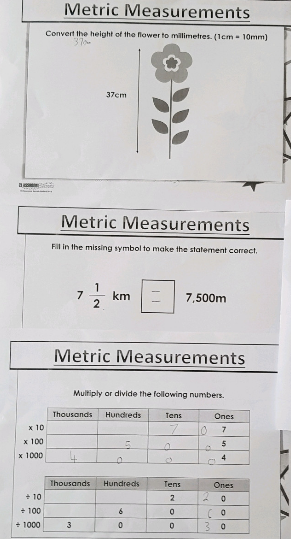 Metric Measurements
Convert the height of the flower to millimetres. (1cm = 10mm)
37cm
Metric Measurements
Fill in the missing symbol to make the statement correct.
7 1/2 km = 7,500m
Metric Measurements
Multiply or divide the following numbers.
Thousands Hundreds Tens Ones
x 10 7 0 7
x 100 5 0 0 5
x 1000 4 0 0 0 4
Thousands Hundreds Tens Ones
÷ 10 2 2 0
÷ 100 6 0 6 0
÷ 1000 3 0 0 3 0